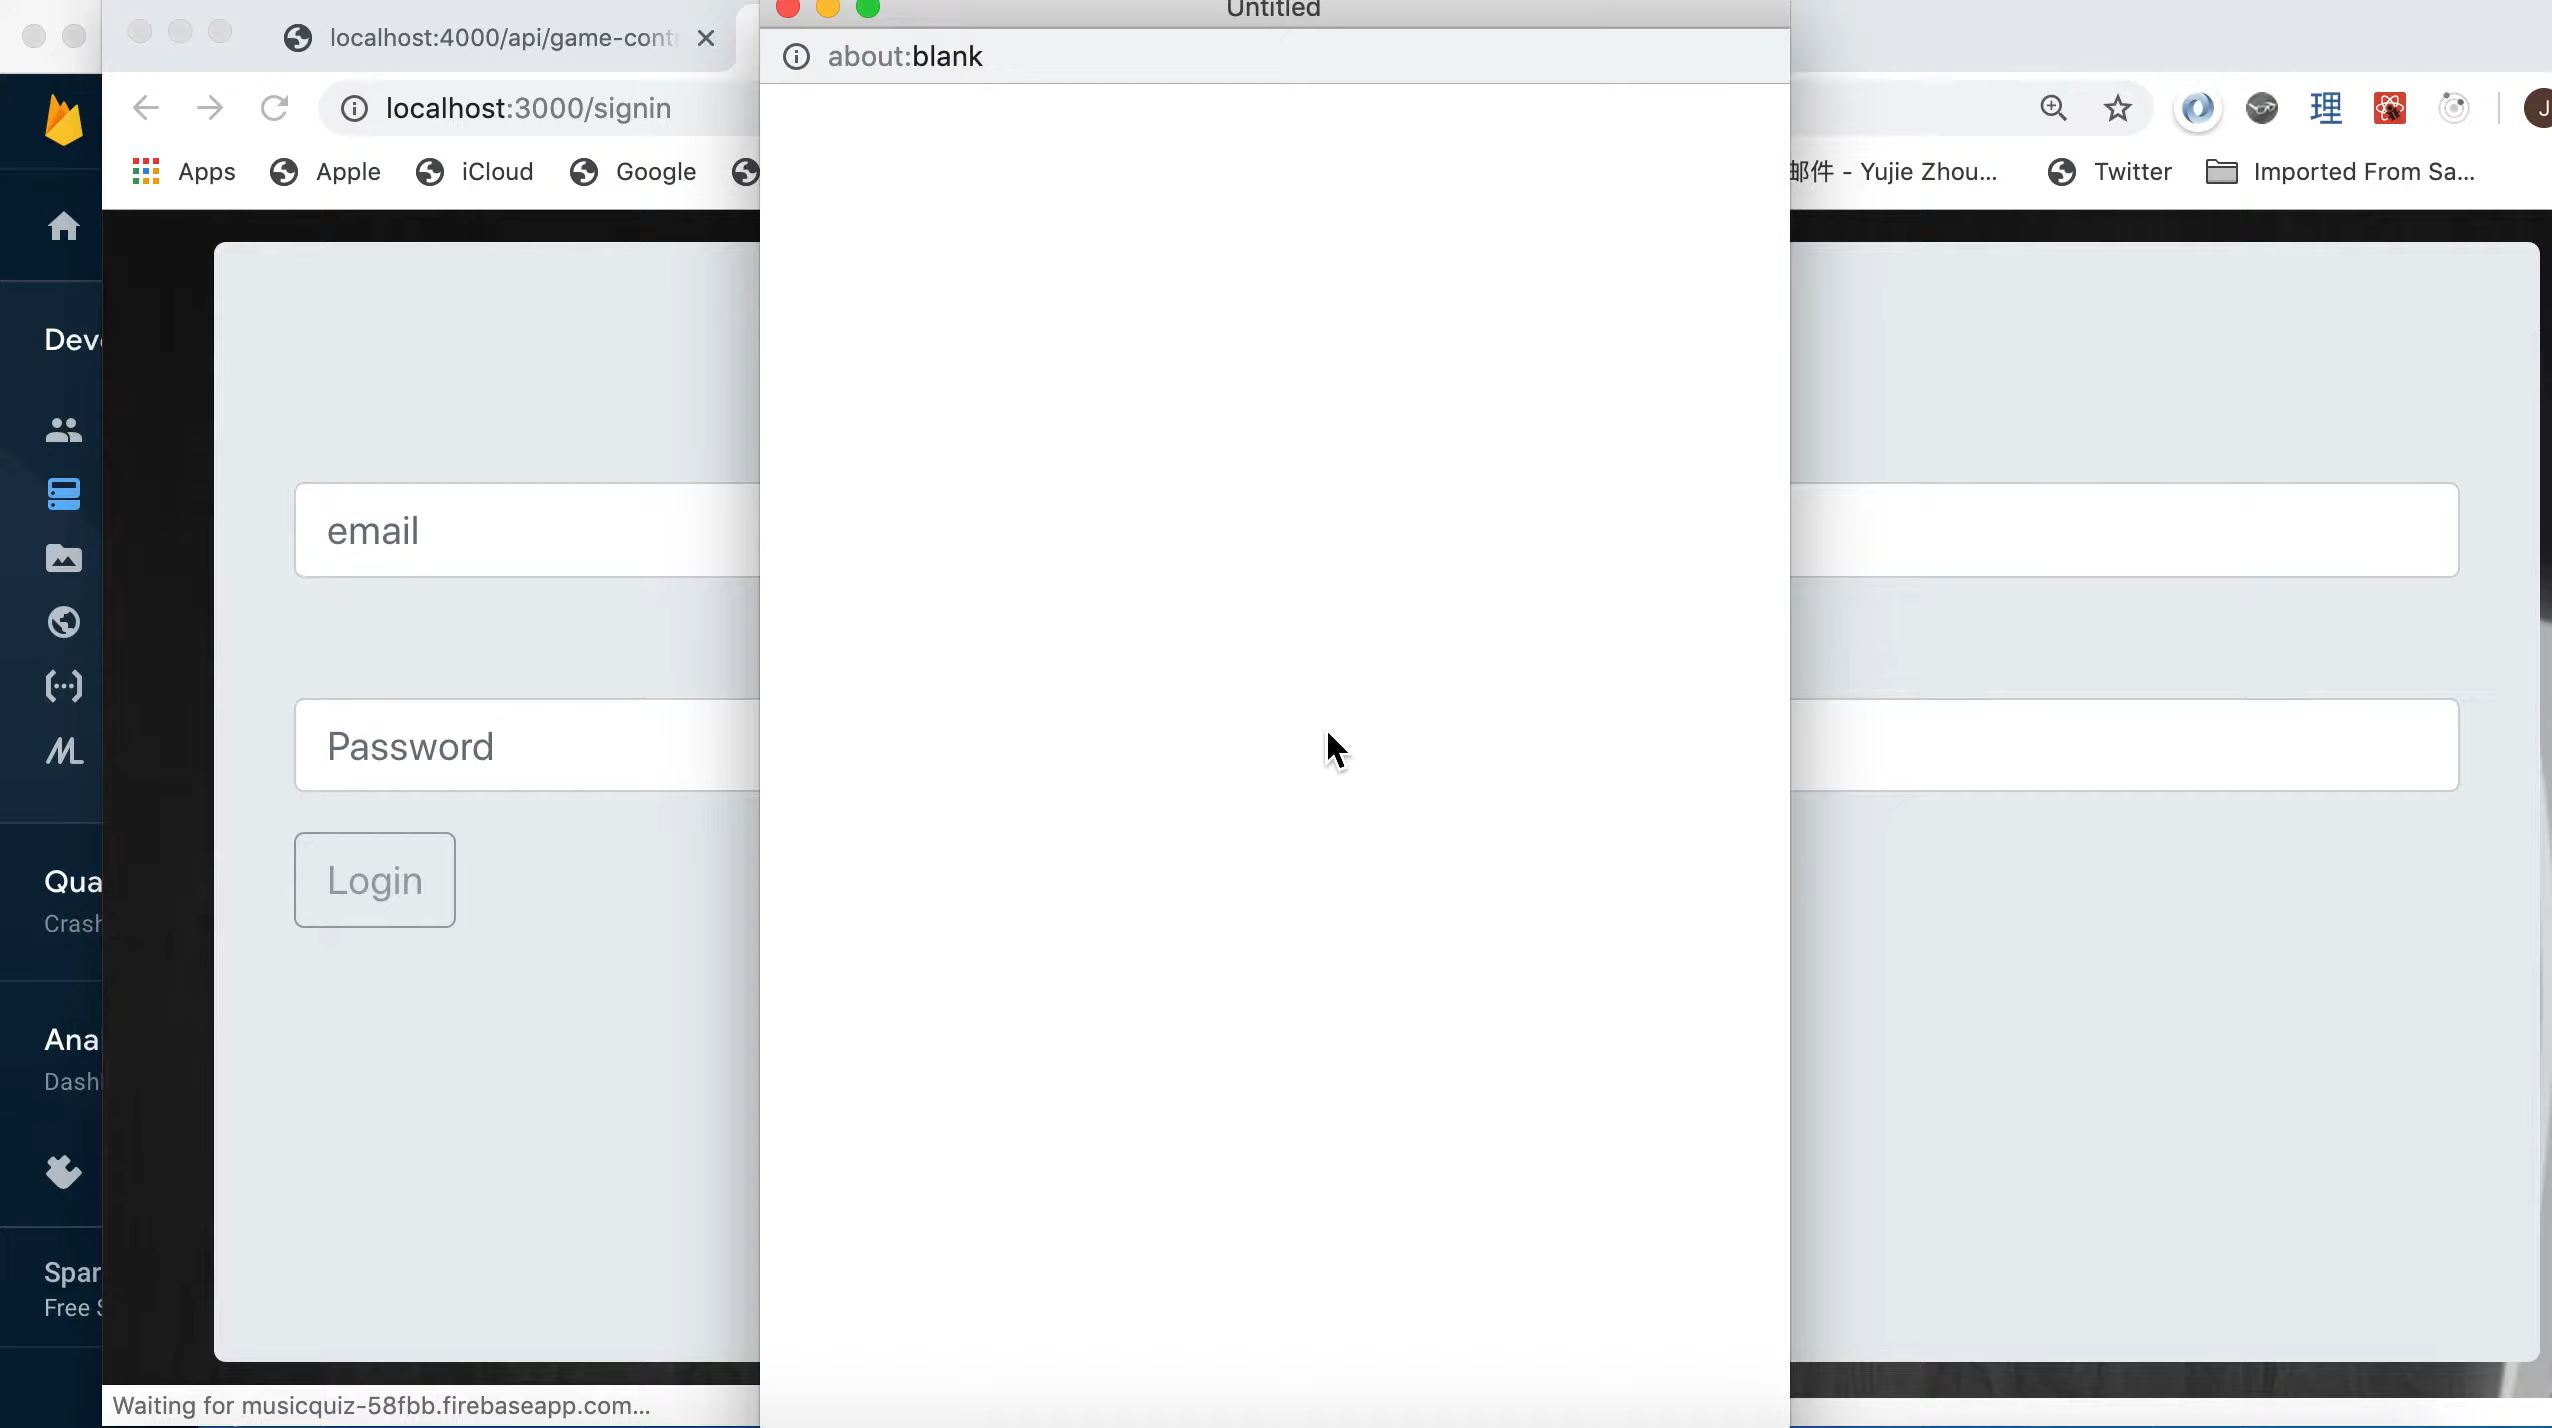 Untitled
localhost:4000/api/game-cont
about:blank
localhost:3000/signin
J
Apps
Apple
iCloud
Google
邮件 - Yujie Zhou...
Twitter
Imported From Sa...
理
Deve
email
Password
Login
Qua
Crash
Ana
Dash
Spar
Free S
Waiting for musicquiz-58fbb.firebaseapp.com...